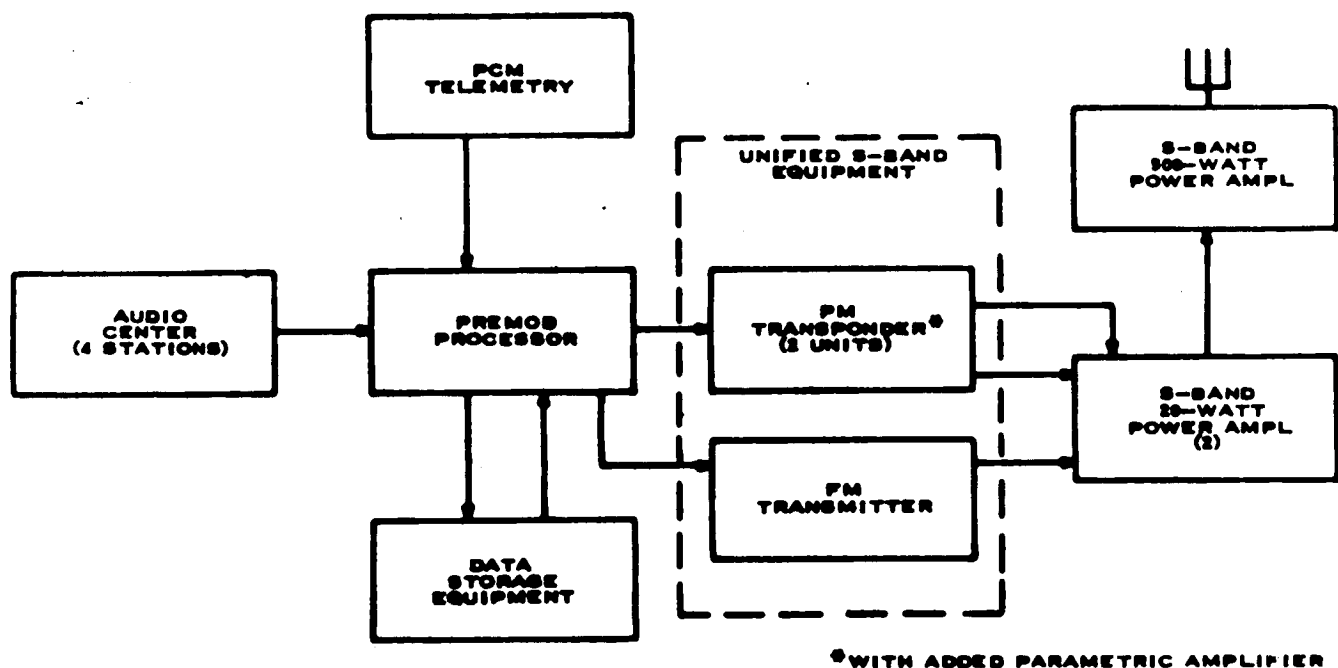 PCM
TELEMETRY
UNIFIED S-BAND
EQUIPMENT
S-BAND
POWER AMPL
AUDIO
CENTER
(4 STATIONS)
PREMOD
PROCESSOR
PM
TRANSPONDER*
(2 UNITS)
S-BAND
20-WATT
POWER AMPL
(2)
FM
TRANSMITTER
DATA
STORAGE
EQUIPMENT
*WITH ADDED PARAMETRIC AMPLIFIER